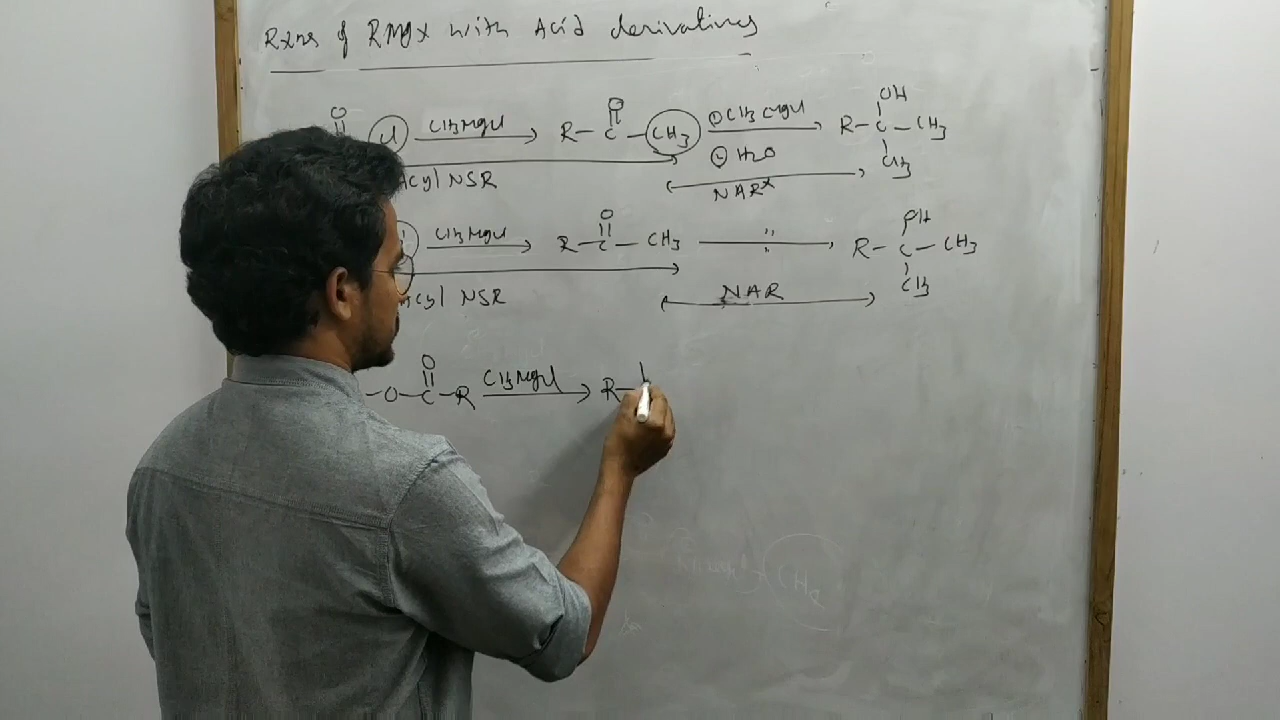 Rxns of RMgX with Acid derivatives
O O OH
Cl CH3MgCl R-C-CH3 ① CH3MgCl R-C-CH3
② H2O CH3
Acyl NSR NAR*
O OH
CH3MgCl R-C-CH3 '' R-C-CH3
CH3
Acyl NSR NAR
O
-O-C-R CH3MgCl R-